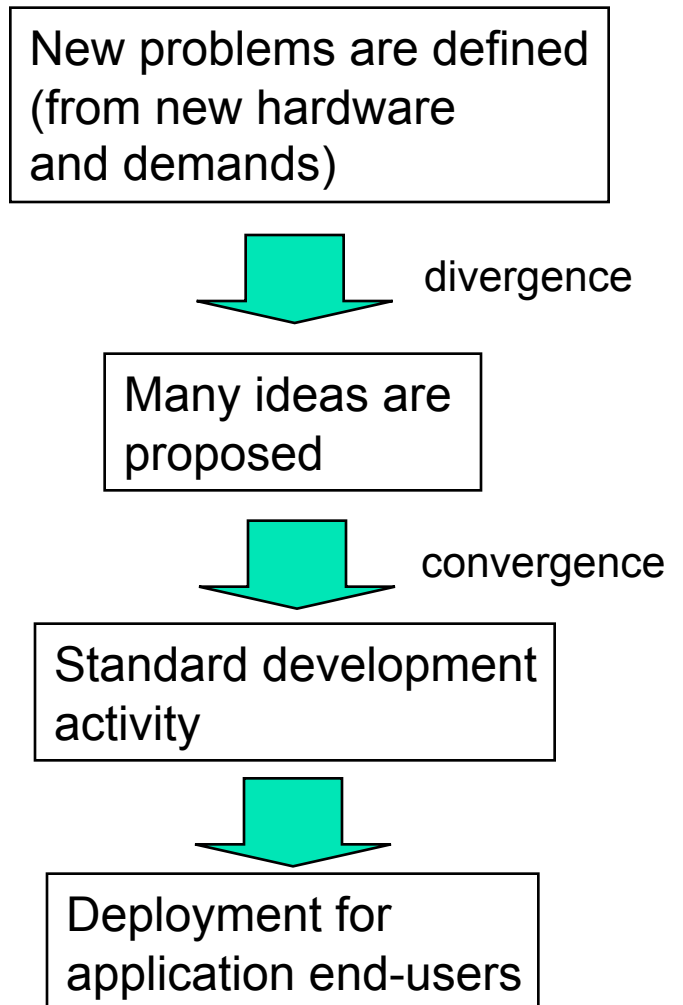 New problems are defined
(from new hardware
and demands)
divergence
Many ideas are
proposed
convergence
Standard development
activity
Deployment for
application end-users